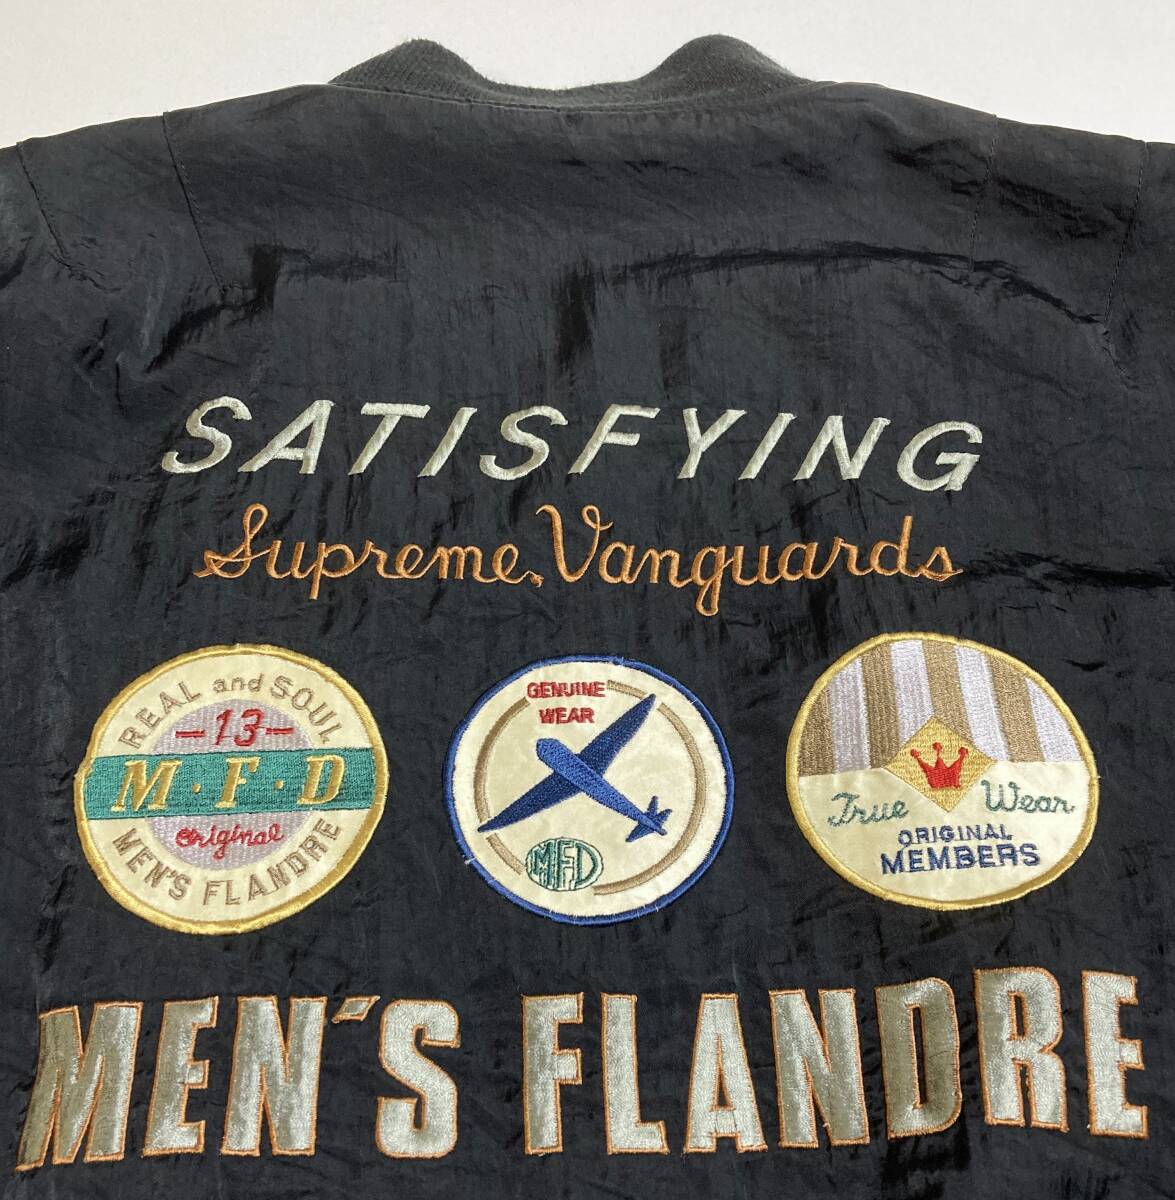 SATISFYING
Supreme Vanguards
REAL and SOUL
-13-
M·F·D
Original
MEN'S FLANDRE
GENUINE
WEAR
MFD
True Wear
ORIGINAL
MEMBERS
MEN'S FLANDRE